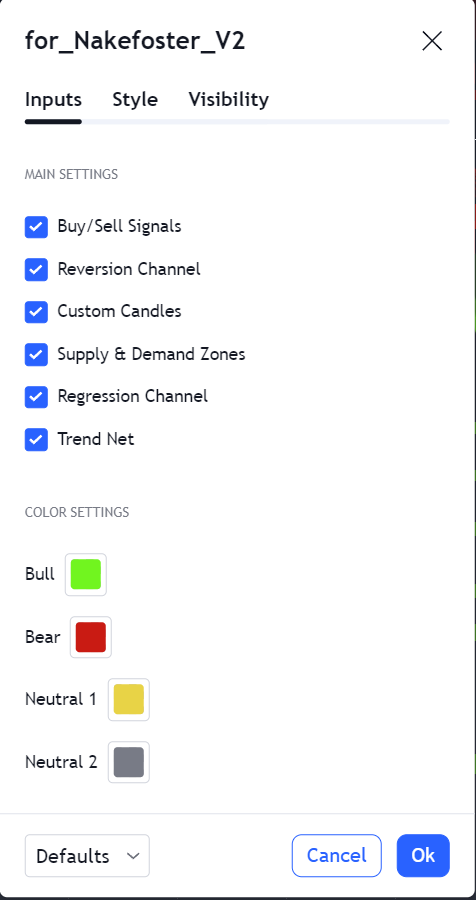 for_Nakefoster_V2
Inputs Style Visibility
MAIN SETTINGS
Buy/Sell Signals
Reversion Channel
Custom Candles
Supply & Demand Zones
Regression Channel
Trend Net
COLOR SETTINGS
Bull
Bear
Neutral 1
Neutral 2
Defaults Cancel Ok